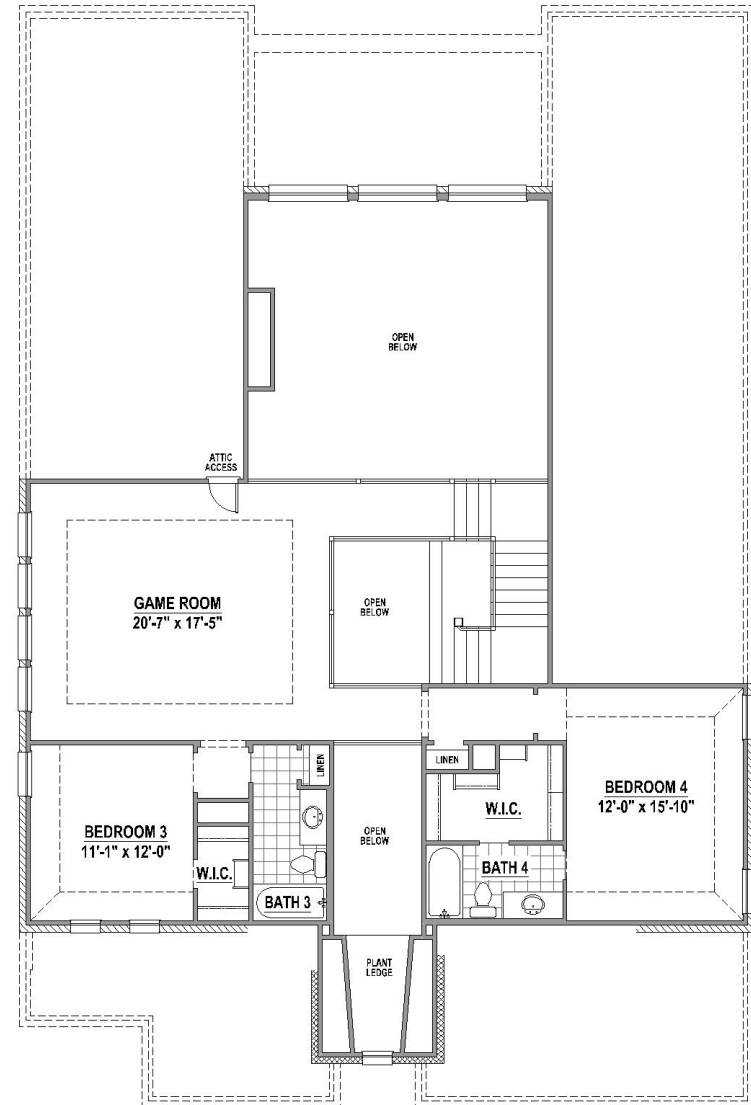 OPEN
BELOW
ATTIC
ACCESS
GAME ROOM
20'-7" x 17'-5"
OPEN
BELOW
LINEN
LINEN
BEDROOM 3
11'-1" x 12'-0"
W.I.C.
BATH 3
OPEN
BELOW
W.I.C.
BATH 4
BEDROOM 4
12'-0" x 15'-10"
PLANT
LEDGE